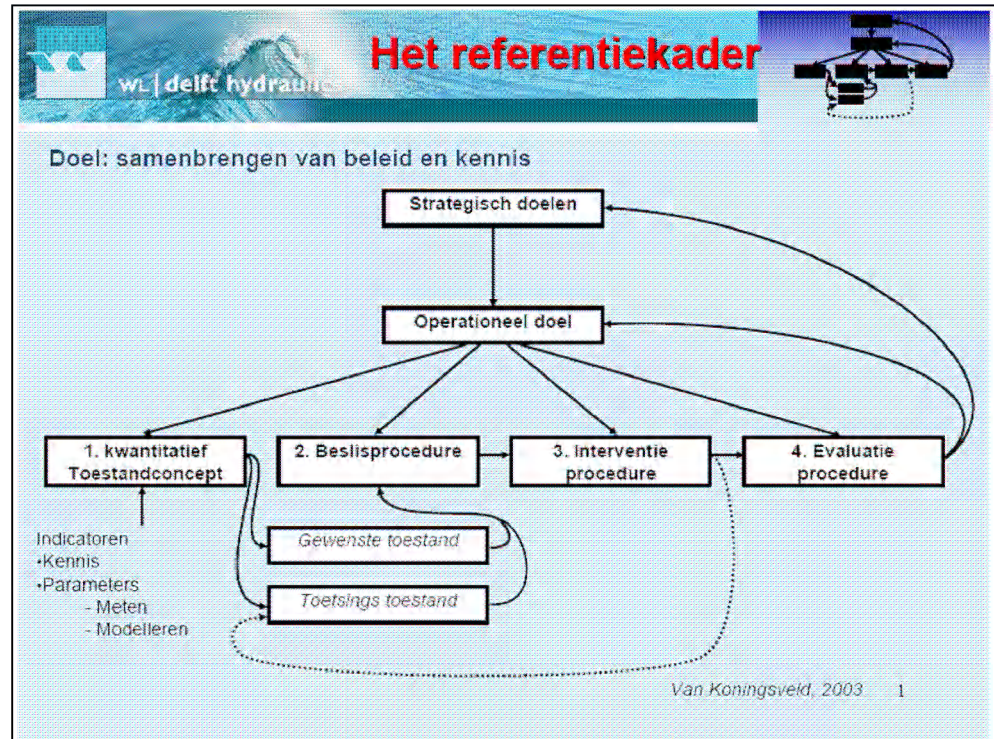 Het referentiekader
WL | delft hydraulics
Doel: samenbrengen van beleid en kennis
Strategisch doelen
Operationeel doel
1. kwantitatief
Toestandconcept
2. Beslisprocedure
3. Interventie
procedure
4. Evaluatie
procedure
Indicatoren
•Kennis
•Parameters
- Meten
- Modelleren
Gewenste toestand
Toetsings toestand
Van Koningsveld, 2003
1